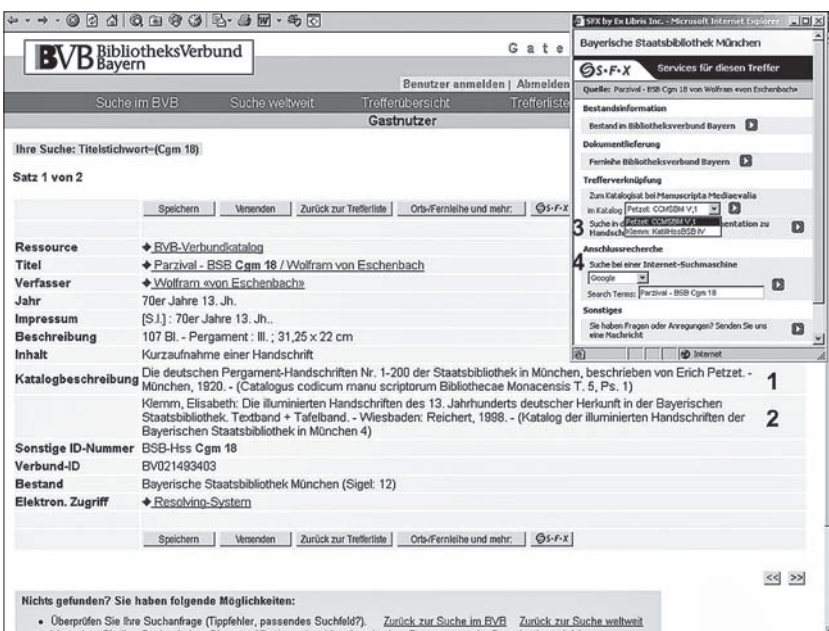 BVB BibliotheksVerbund
Bayern
G a t e
Benutzer anmelden | Abmelden
Suche im BVB Suche weltweit Trefferübersicht Trefferliste
Gastnutzer
Ihre Suche: Titelstichwort=(Cgm 18)
Satz 1 von 2
Speichern Versenden Zurück zur Trefferliste Orts-/Fernleihe und mehr: S·F·X
Ressource BVB-Verbundkatalog
Titel Parzival - BSB Cgm 18 / Wolfram von Eschenbach
Verfasser Wolfram «von Eschenbach»
Jahr 70er Jahre 13. Jh.
Impressum [S.l.] : 70er Jahre 13. Jh..
Beschreibung 107 Bl. - Pergament : Ill. ; 31,25 x 22 cm
Inhalt Kurzaufnahme einer Handschrift
Katalogbeschreibung Die deutschen Pergament-Handschriften Nr. 1-200 der Staatsbibliothek in München, beschrieben von Erich Petzet. -
München, 1920. - (Catalogus codicum manu scriptorum Bibliothecae Monacensis T. 5, Ps. 1) 1
Klemm, Elisabeth: Die illuminierten Handschriften des 13. Jahrhunderts deutscher Herkunft in der Bayerischen
Staatsbibliothek. Textband + Tafelband. - Wiesbaden: Reichert, 1998. - (Katalog der illuminierten Handschriften der 2
Bayerischen Staatsbibliothek in München 4)
Sonstige ID-Nummer BSB-Hss Cgm 18
Verbund-ID BV021493403
Bestand Bayerische Staatsbibliothek München (Sigel: 12)
Elektron. Zugriff Resolving-System
Speichern Versenden Zurück zur Trefferliste Orts-/Fernleihe und mehr: S·F·X
<< >>
Nichts gefunden? Sie haben folgende Möglichkeiten:
• Überprüfen Sie Ihre Suchanfrage (Tippfehler, passendes Suchfeld?). Zurück zur Suche im BVB Zurück zur Suche weltweit
SFX by Ex Libris Inc. - Microsoft Internet Explorer
Bayerische Staatsbibliothek München
S·F·X Services für diesen Treffer
Quelle: Parzival - BSB Cgm 18 von Wolfram «von Eschenbach»
Bestandsinformation
Bestand in Bibliotheksverbund Bayern
Dokumentlieferung
Fernleihe Bibliotheksverbund Bayern
Trefferverknüpfung
Zum Katalogisat bei Manuscripta Mediaevalia
im Katalog Petzet: CCMSBM V,1
Petzet: CCMSBM V,1
3 Suche in d entation zu
Handsch Klemm: KatIllHssBSB IV
Anschlussrecherche
4 Suche bei einer Internet-Suchmaschine
Google
Search Terms: Parzival - BSB Cgm 18
Sonstiges
Sie haben Fragen oder Anregungen? Senden Sie uns
eine Nachricht
Internet